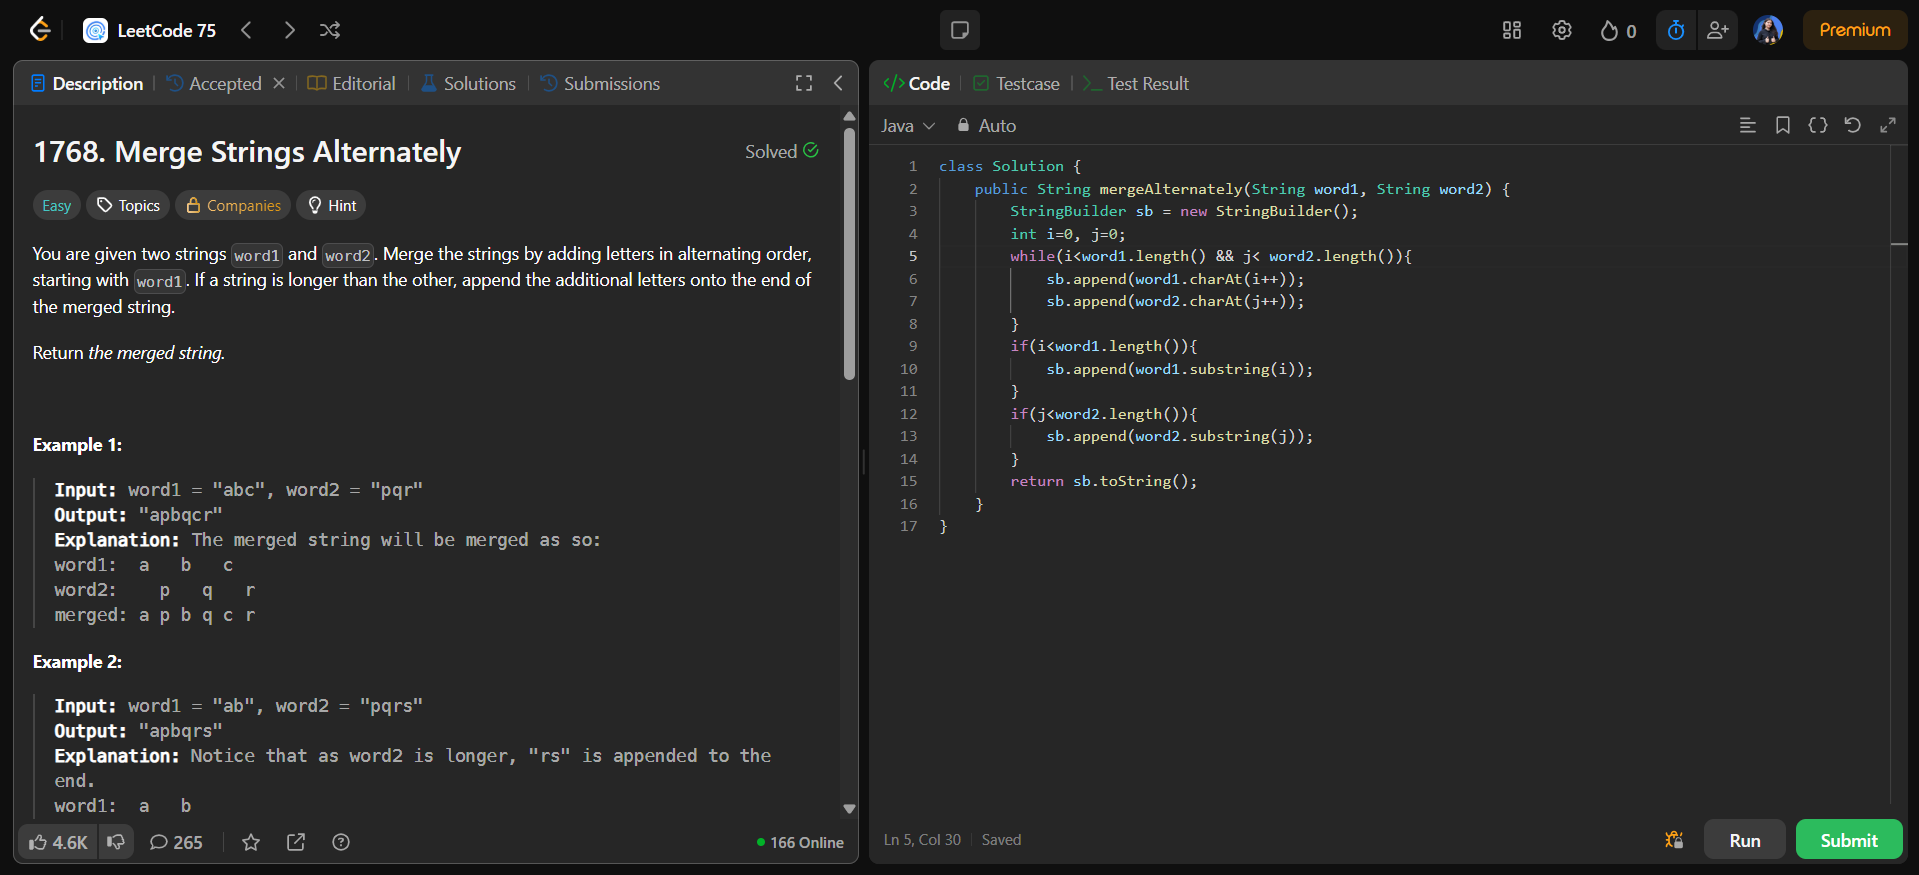 LeetCode 75
0
Premium
Description
Accepted
Editorial
Solutions
Submissions
1768. Merge Strings Alternately
Solved
Easy
Topics
Companies
Hint
You are given two strings word1 and word2. Merge the strings by adding letters in alternating order,
starting with word1. If a string is longer than the other, append the additional letters onto the end of
the merged string.
Return the merged string.
Example 1:
Input: word1 = "abc", word2 = "pqr"
Output: "apbqcr"
Explanation: The merged string will be merged as so:
word1:  a   b   c
word2:    p   q   r
merged: a p b q c r
Example 2:
Input: word1 = "ab", word2 = "pqrs"
Output: "apbqrs"
Explanation: Notice that as word2 is longer, "rs" is appended to the
end.
word1:  a   b
4.6K
265
166 Online
</> Code
Testcase
>_ Test Result
Java
Auto
1 class Solution {
2     public String mergeAlternately(String word1, String word2) {
3         StringBuilder sb = new StringBuilder();
4         int i=0, j=0;
5         while(i<word1.length() && j< word2.length()){
6             sb.append(word1.charAt(i++));
7             sb.append(word2.charAt(j++));
8         }
9         if(i<word1.length()){
10             sb.append(word1.substring(i));
11         }
12         if(j<word2.length()){
13             sb.append(word2.substring(j));
14         }
15         return sb.toString();
16     }
17 }
Ln 5, Col 30
Saved
Run
Submit